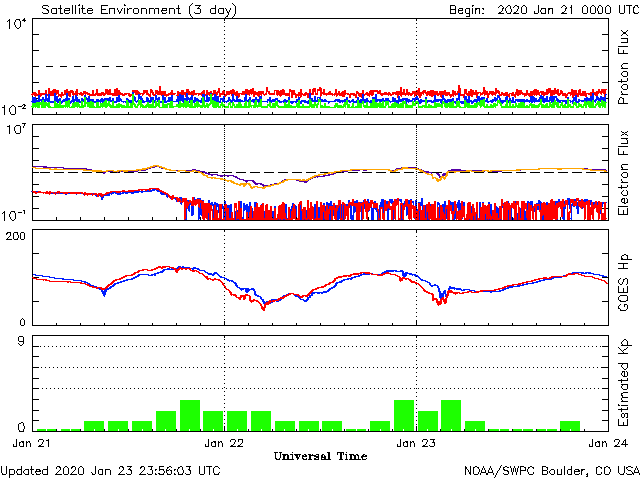 Satellite Environment (3 day) Begin: 2020 Jan 21 0000 UTC
10^4
10^-2
Proton Flux
10^7
10^-1
Electron Flux
200
0
GOES Hp
9
0
Estimated Kp
Jan 21 Jan 22 Jan 23 Jan 24
Universal Time
Updated 2020 Jan 23 23:56:03 UTC NOAA/SWPC Boulder, CO USA